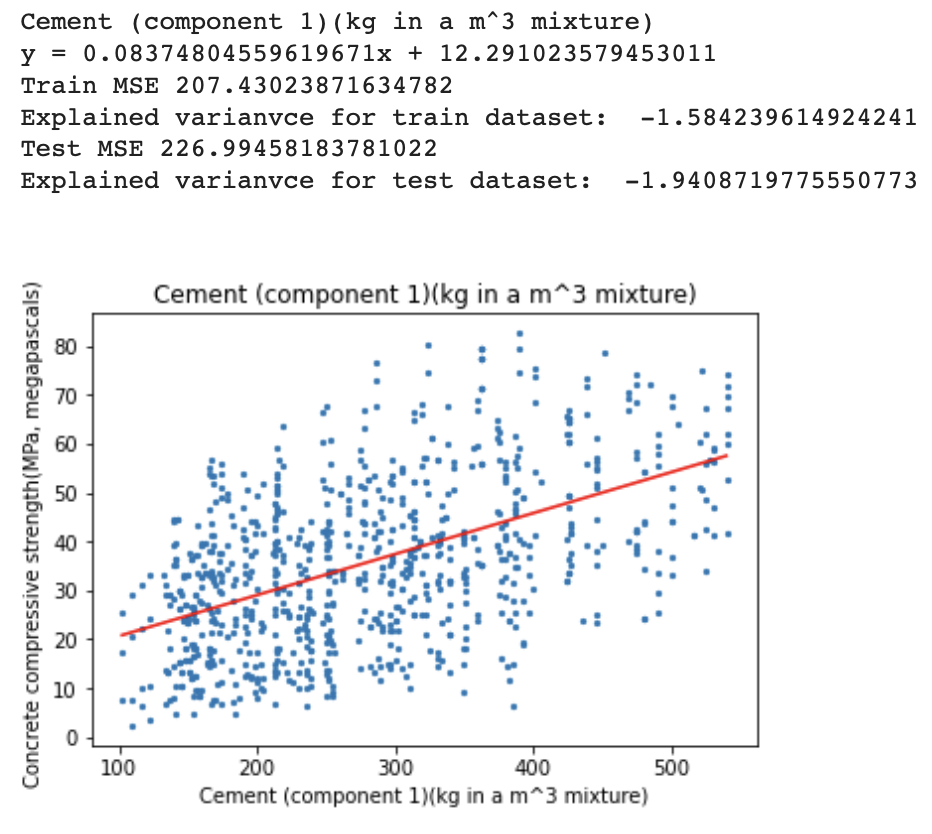 Cement (component 1)(kg in a m^3 mixture)
y = 0.08374804559619671x + 12.291023579453011
Train MSE 207.43023871634782
Explained varianvce for train dataset:  -1.584239614924241
Test MSE 226.99458183781022
Explained varianvce for test dataset:  -1.9408719775550773
Cement (component 1)(kg in a m^3 mixture)
Concrete compressive strength(MPa, megapascals)
80
70
60
50
40
30
20
10
0
100 200 300 400 500
Cement (component 1)(kg in a m^3 mixture)